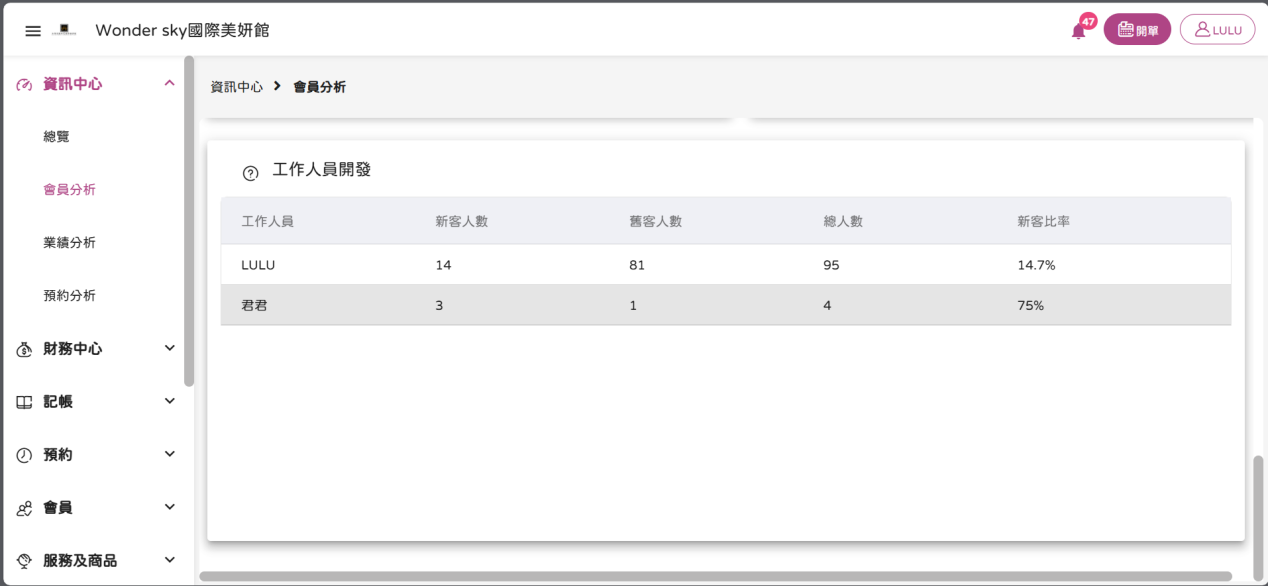 Wonder sky國際美妍館
47
開單
LULU
資訊中心
總覽
會員分析
業績分析
預約分析
財務中心
記帳
預約
會員
服務及商品
資訊中心 > 會員分析
工作人員開發
工作人員 新客人數 舊客人數 總人數 新客比率
LULU 14 81 95 14.7%
君君 3 1 4 75%